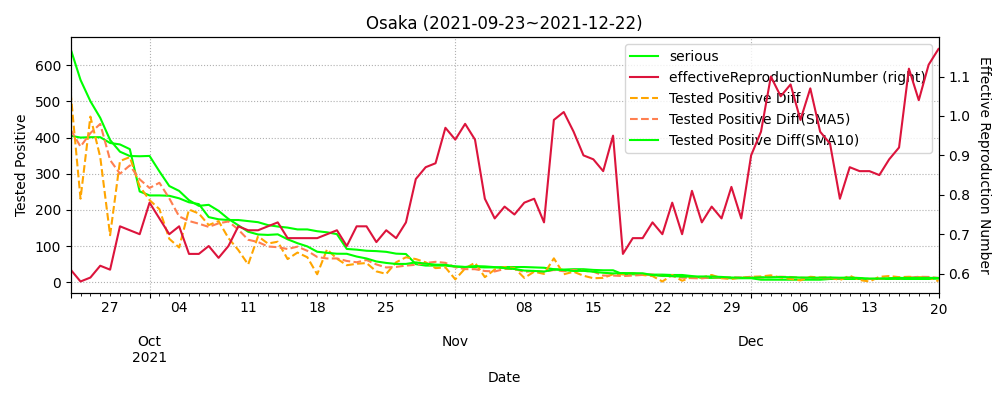 Osaka (2021-09-23~2021-12-22)
serious
effectiveReproductionNumber (right)
Tested Positive Diff
Tested Positive Diff(SMA5)
Tested Positive Diff(SMA10)
Tested Positive
600
500
400
300
200
100
0
Effective Reproduction Number
1.1
1.0
0.9
0.8
0.7
0.6
27 04 11 18 25 08 15 22 29 06 13 20
Oct Nov Dec
2021
Date